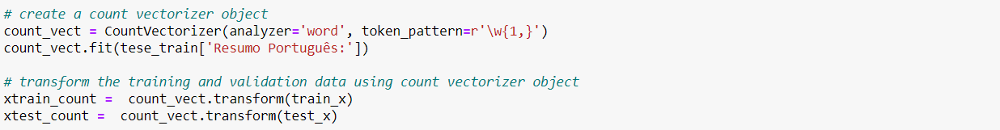 # create a count vectorizer object
count_vect = CountVectorizer(analyzer='word', token_pattern=r'\w{1,}')
count_vect.fit(tese_train['Resumo Português:'])

# transform the training and validation data using count vectorizer object
xtrain_count =  count_vect.transform(train_x)
xtest_count =  count_vect.transform(test_x)